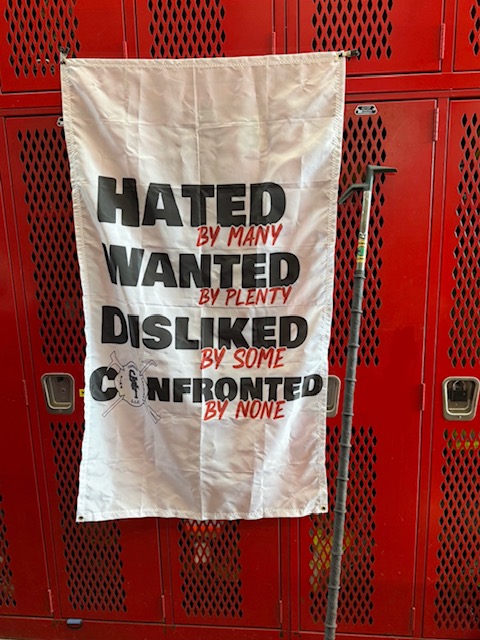 HATED
BY MANY
WANTED
BY PLENTY
DISLIKED
BY SOME
CONFRONTED
BY NONE